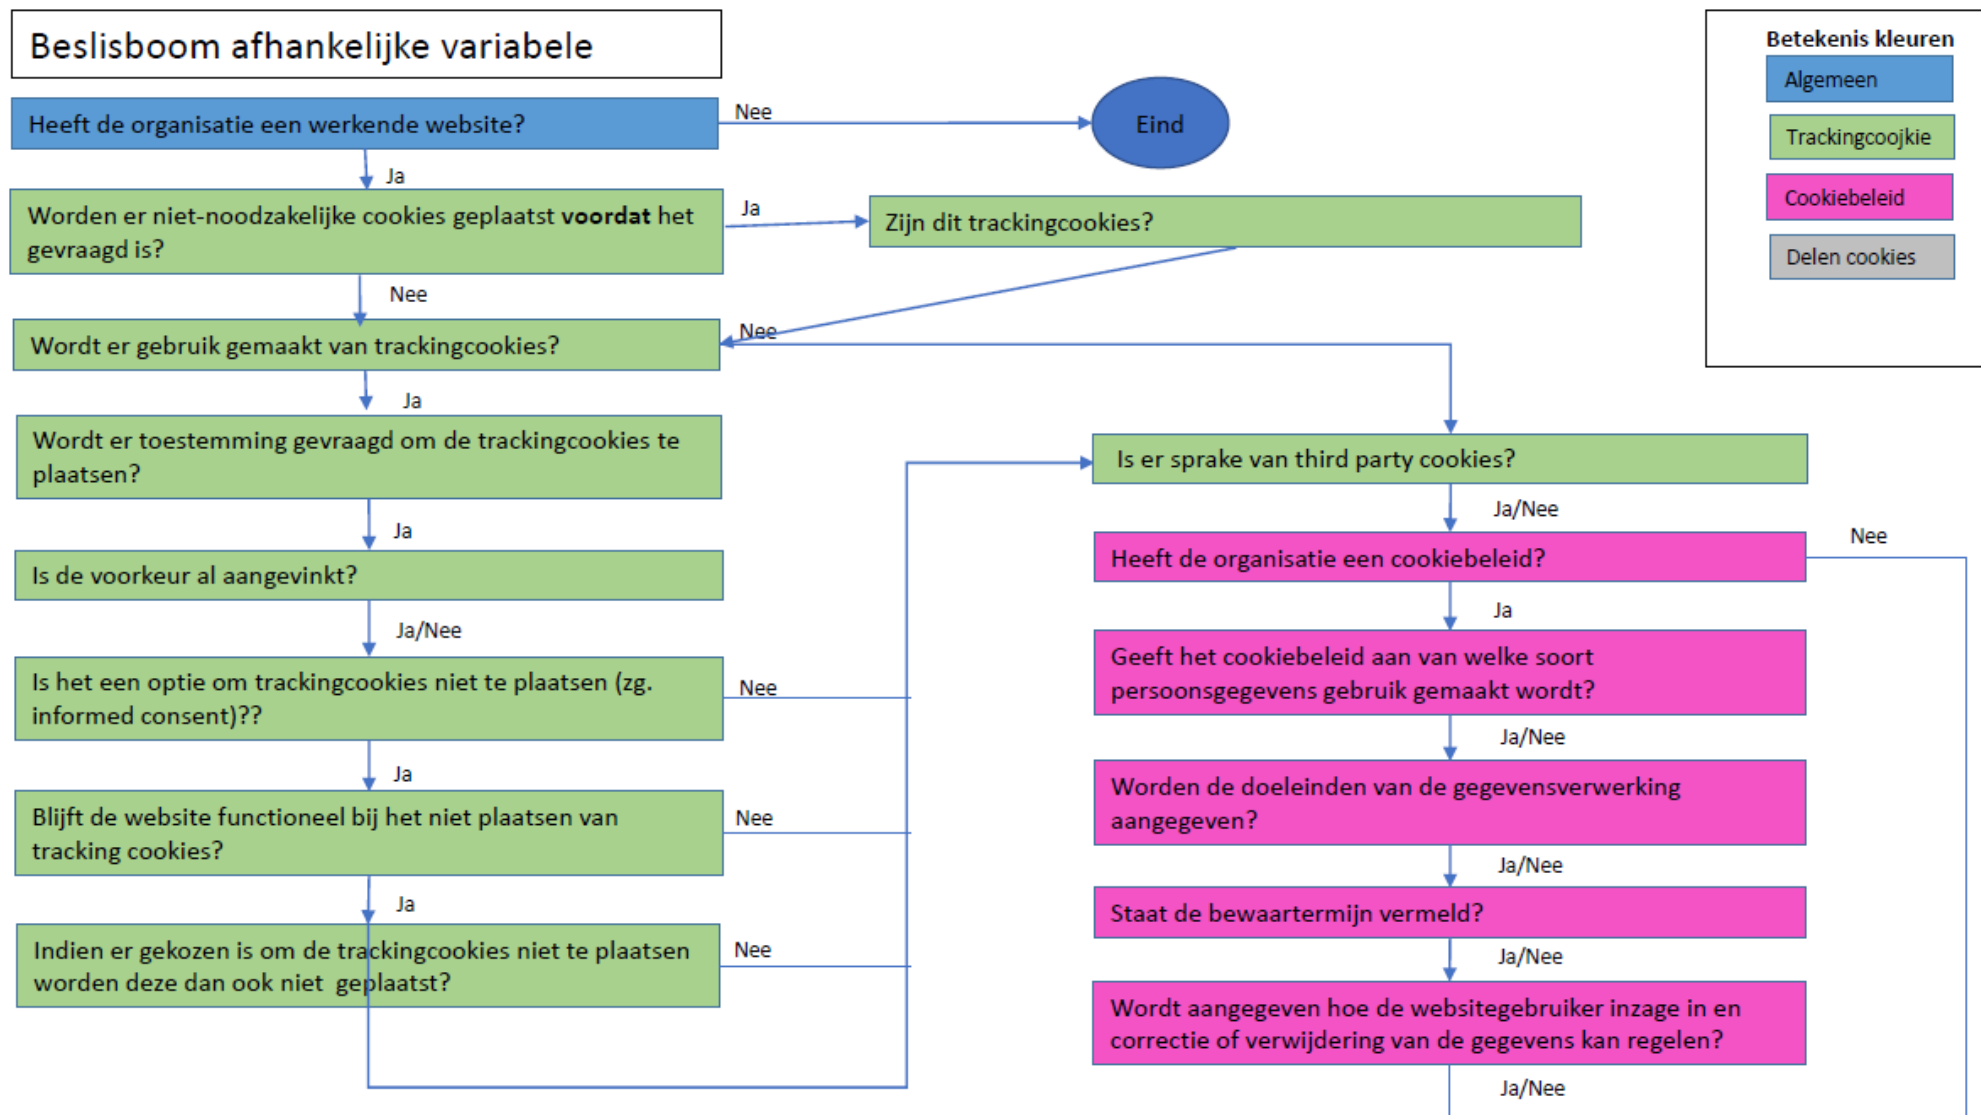 Beslisboom afhankelijke variabele
Betekenis kleuren
Algemeen
Trackingcoojkie
Cookiebeleid
Delen cookies
Heeft de organisatie een werkende website?
Nee
Eind
Ja
Worden er niet-noodzakelijke cookies geplaatst voordat het
gevraagd is?
Ja
Zijn dit trackingcookies?
Nee
Wordt er gebruik gemaakt van trackingcookies?
Nee
Ja
Wordt er toestemming gevraagd om de trackingcookies te
plaatsen?
Ja
Is de voorkeur al aangevinkt?
Ja/Nee
Is het een optie om trackingcookies niet te plaatsen (zg.
informed consent)??
Nee
Ja
Blijft de website functioneel bij het niet plaatsen van
tracking cookies?
Nee
Ja
Indien er gekozen is om de trackingcookies niet te plaatsen
worden deze dan ook niet geplaatst?
Nee
Is er sprake van third party cookies?
Ja/Nee
Heeft de organisatie een cookiebeleid?
Nee
Ja
Geeft het cookiebeleid aan van welke soort
persoonsgegevens gebruik gemaakt wordt?
Ja/Nee
Worden de doeleinden van de gegevensverwerking
aangegeven?
Ja/Nee
Staat de bewaartermijn vermeld?
Ja/Nee
Wordt aangegeven hoe de websitegebruiker inzage in en
correctie of verwijdering van de gegevens kan regelen?
Ja/Nee